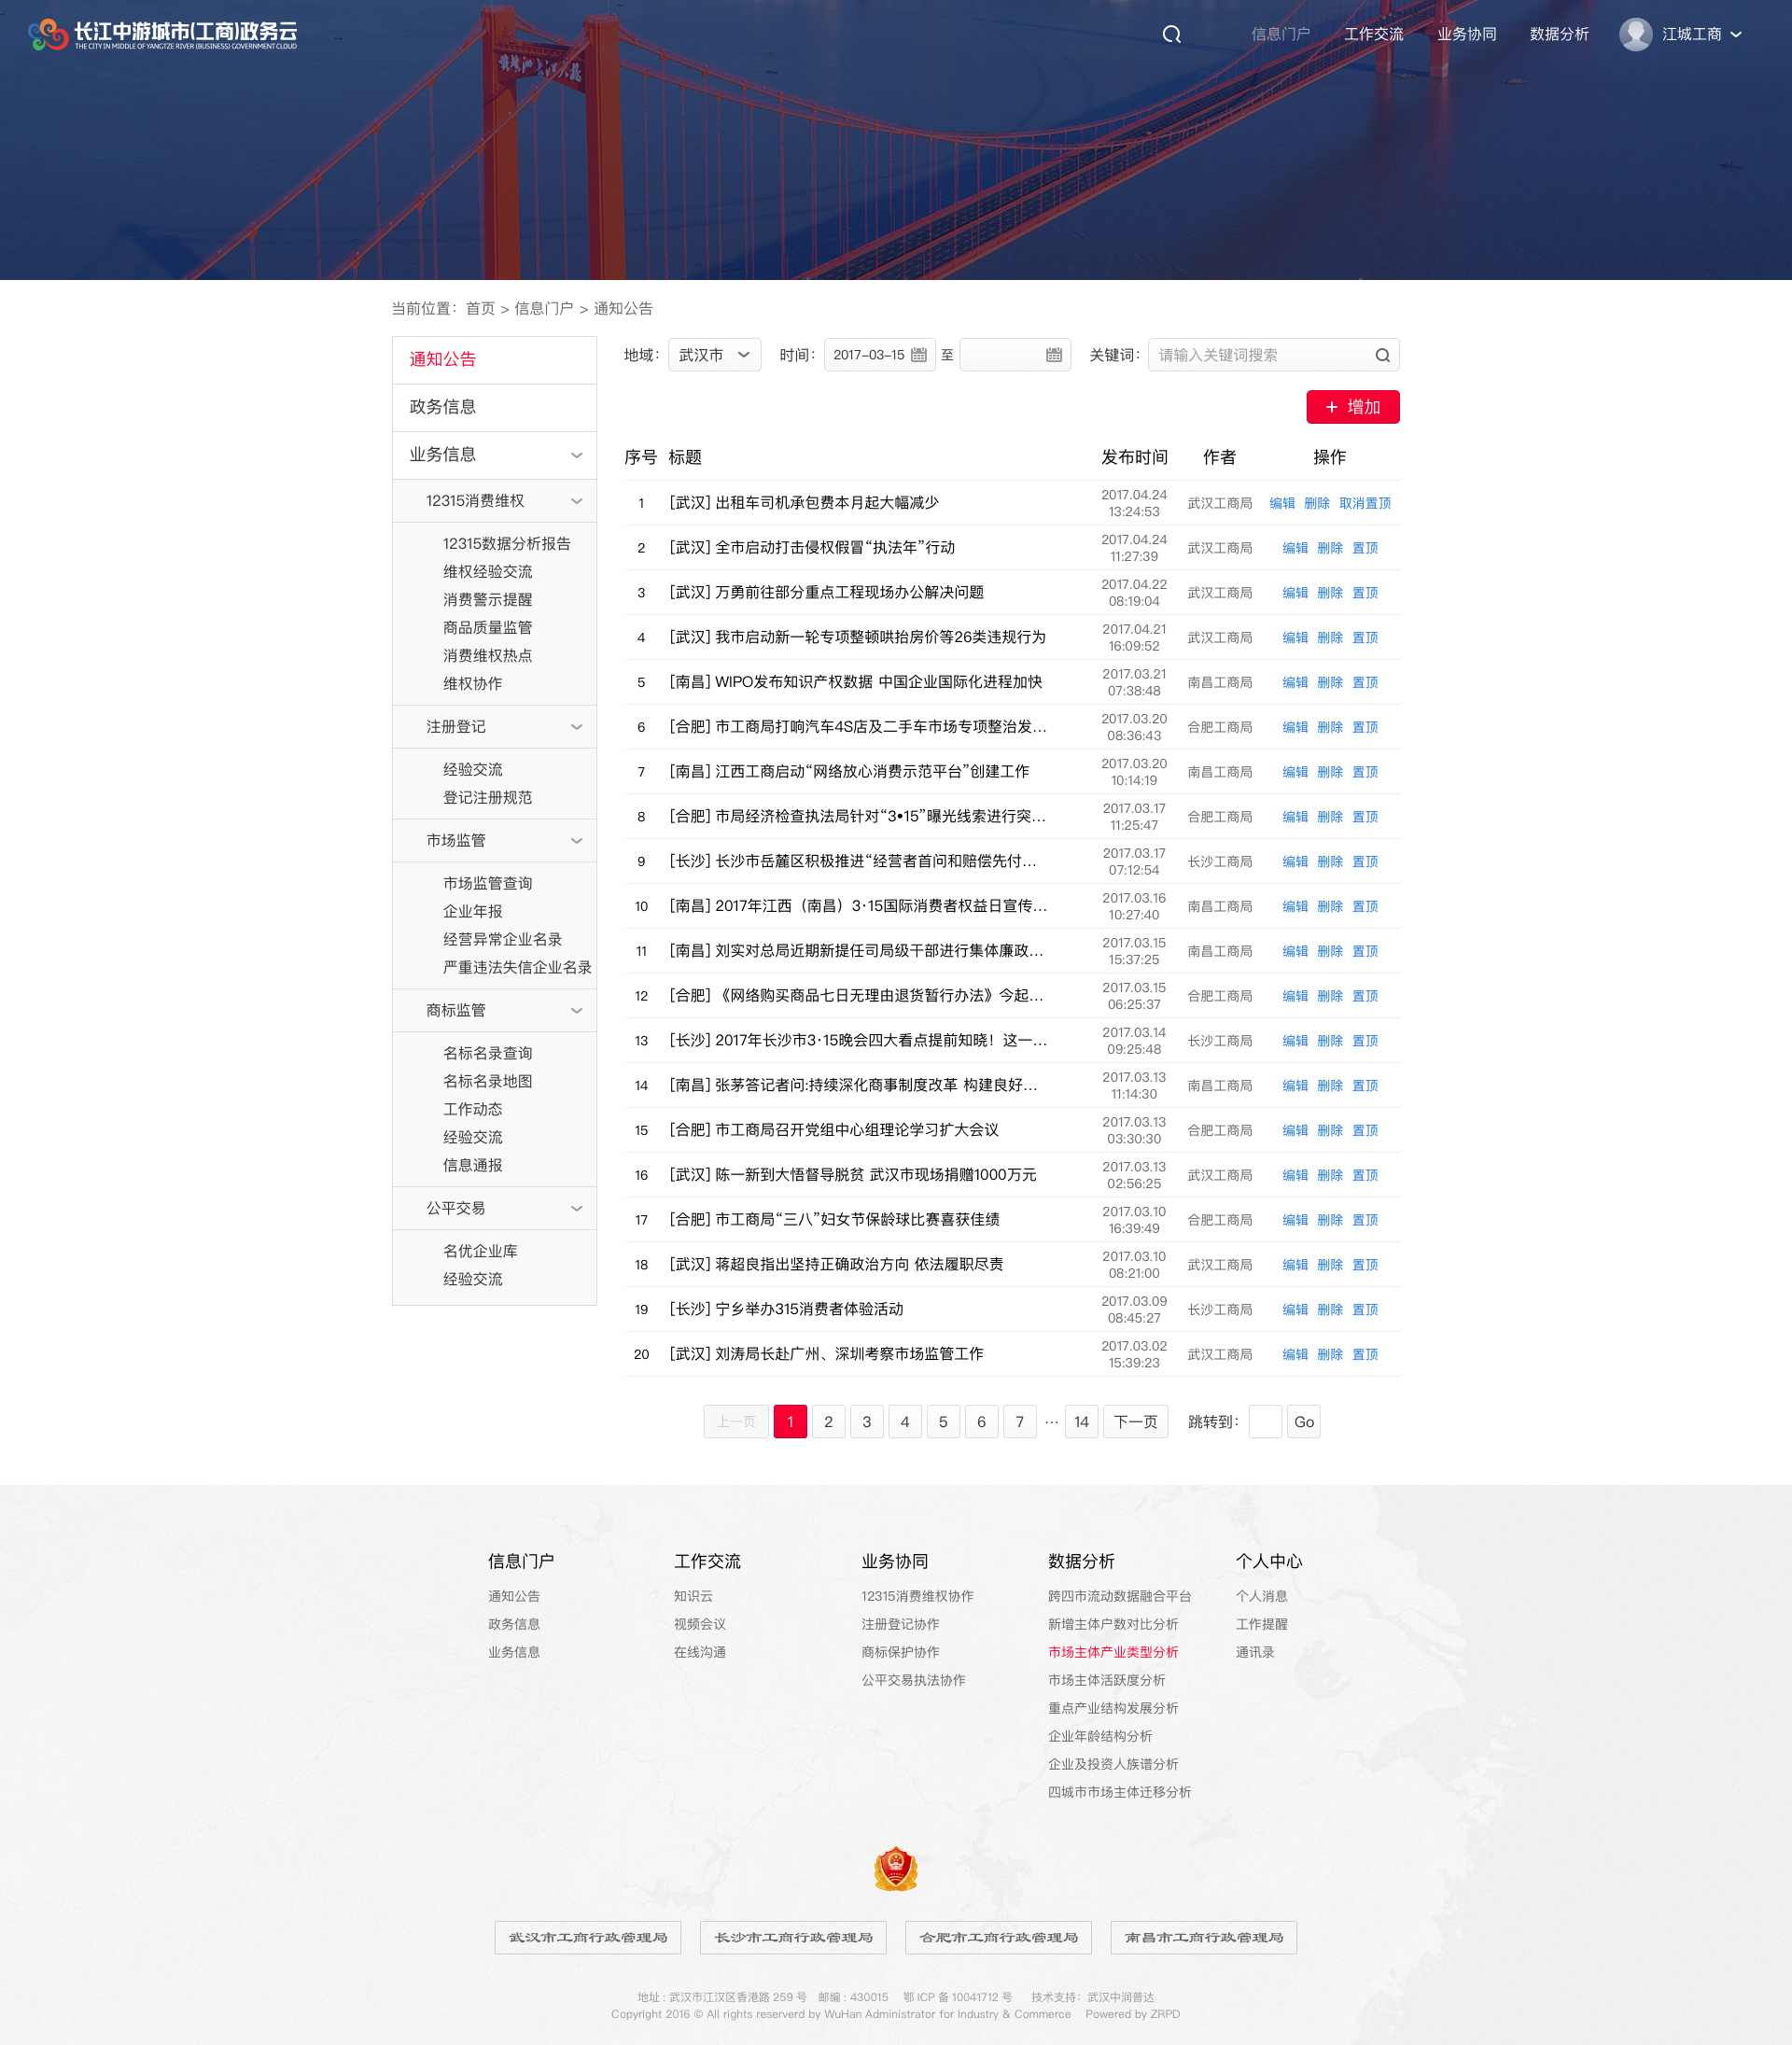 长江中游城市(工商)政务云
THE CITY IN MIDDLE OF YANGTZE RIVER (BUSINESS) GOVERNMENT CLOUD
信息门户 工作交流 业务协同 数据分析 江城工商
当前位置：首页 > 信息门户 > 通知公告
通知公告
政务信息
业务信息
12315消费维权
12315数据分析报告
维权经验交流
消费警示提醒
商品质量监管
消费维权热点
维权协作
注册登记
经验交流
登记注册规范
市场监管
市场监管查询
企业年报
经营异常企业名录
严重违法失信企业名录
商标监管
名标名录查询
名标名录地图
工作动态
经验交流
信息通报
公平交易
名优企业库
经验交流
地域： 武汉市 时间： 2017-03-15 至 关键词： 请输入关键词搜索
+ 增加
序号 标题 发布时间 作者 操作
1 [武汉] 出租车司机承包费本月起大幅减少 2017.04.24 13:24:53 武汉工商局 编辑 删除 取消置顶
2 [武汉] 全市启动打击侵权假冒“执法年”行动 2017.04.24 11:27:39 武汉工商局 编辑 删除 置顶
3 [武汉] 万勇前往部分重点工程现场办公解决问题 2017.04.22 08:19:04 武汉工商局 编辑 删除 置顶
4 [武汉] 我市启动新一轮专项整顿哄抬房价等26类违规行为 2017.04.21 16:09:52 武汉工商局 编辑 删除 置顶
5 [南昌] WIPO发布知识产权数据 中国企业国际化进程加快 2017.03.21 07:38:48 南昌工商局 编辑 删除 置顶
6 [合肥] 市工商局打响汽车4S店及二手车市场专项整治发... 2017.03.20 08:36:43 合肥工商局 编辑 删除 置顶
7 [南昌] 江西工商启动“网络放心消费示范平台”创建工作 2017.03.20 10:14:19 南昌工商局 编辑 删除 置顶
8 [合肥] 市局经济检查执法局针对“3•15”曝光线索进行突... 2017.03.17 11:25:47 合肥工商局 编辑 删除 置顶
9 [长沙] 长沙市岳麓区积极推进“经营者首问和赔偿先付... 2017.03.17 07:12:54 长沙工商局 编辑 删除 置顶
10 [南昌] 2017年江西（南昌）3·15国际消费者权益日宣传... 2017.03.16 10:27:40 南昌工商局 编辑 删除 置顶
11 [南昌] 刘实对总局近期新提任司局级干部进行集体廉政... 2017.03.15 15:37:25 南昌工商局 编辑 删除 置顶
12 [合肥] 《网络购买商品七日无理由退货暂行办法》今起... 2017.03.15 06:25:37 合肥工商局 编辑 删除 置顶
13 [长沙] 2017年长沙市3·15晚会四大看点提前知晓！这一... 2017.03.14 09:25:48 长沙工商局 编辑 删除 置顶
14 [南昌] 张茅答记者问:持续深化商事制度改革 构建良好... 2017.03.13 11:14:30 南昌工商局 编辑 删除 置顶
15 [合肥] 市工商局召开党组中心组理论学习扩大会议 2017.03.13 03:30:30 合肥工商局 编辑 删除 置顶
16 [武汉] 陈一新到大悟督导脱贫 武汉市现场捐赠1000万元 2017.03.13 02:56:25 武汉工商局 编辑 删除 置顶
17 [合肥] 市工商局“三八”妇女节保龄球比赛喜获佳绩 2017.03.10 16:39:49 合肥工商局 编辑 删除 置顶
18 [武汉] 蒋超良指出坚持正确政治方向 依法履职尽责 2017.03.10 08:21:00 武汉工商局 编辑 删除 置顶
19 [长沙] 宁乡举办315消费者体验活动 2017.03.09 08:45:27 长沙工商局 编辑 删除 置顶
20 [武汉] 刘涛局长赴广州、深圳考察市场监管工作 2017.03.02 15:39:23 武汉工商局 编辑 删除 置顶
上一页 1 2 3 4 5 6 7 ... 14 下一页 跳转到： Go
信息门户
通知公告
政务信息
业务信息
工作交流
知识云
视频会议
在线沟通
业务协同
12315消费维权协作
注册登记协作
商标保护协作
公平交易执法协作
数据分析
跨四市流动数据融合平台
新增主体户数对比分析
市场主体产业类型分析
市场主体活跃度分析
重点产业结构发展分析
企业年龄结构分析
企业及投资人族谱分析
四城市市场主体迁移分析
个人中心
个人消息
工作提醒
通讯录
武汉市工商行政管理局 长沙市工商行政管理局 合肥市工商行政管理局 南昌市工商行政管理局
地址 : 武汉市江汉区香港路 259 号 邮编 : 430015 鄂 ICP 备 10041712 号 技术支持：武汉中润普达
Copyright 2016 © All rights reserverd by WuHan Administrator for Industry & Commerce Powered by ZRPD